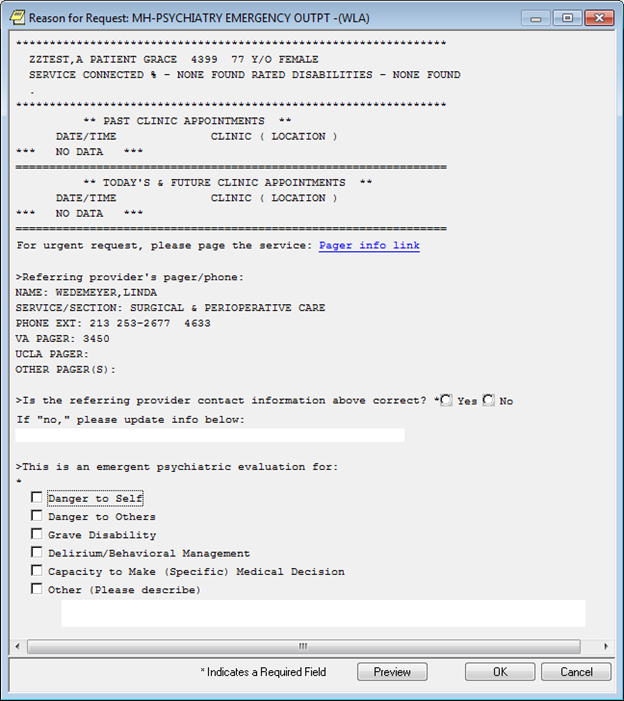 Reason for Request: MH-PSYCHIATRY EMERGENCY OUTPT -(WLA)
****************************************************************
ZZTEST,A PATIENT GRACE 4399 77 Y/O FEMALE
SERVICE CONNECTED % - NONE FOUND RATED DISABILITIES - NONE FOUND
.
****************************************************************
** PAST CLINIC APPOINTMENTS **
DATE/TIME CLINIC ( LOCATION )
*** NO DATA ***
================================================================
** TODAY'S & FUTURE CLINIC APPOINTMENTS **
DATE/TIME CLINIC ( LOCATION )
*** NO DATA ***
================================================================
For urgent request, please page the service: Pager info link
>Referring provider's pager/phone:
NAME: WEDEMEYER,LINDA
SERVICE/SECTION: SURGICAL & PERIOPERATIVE CARE
PHONE EXT: 213 253-2677 4633
VA PAGER: 3450
UCLA PAGER:
OTHER PAGER(S):
>Is the referring provider contact information above correct? * Yes No
If "no," please update info below:
>This is an emergent psychiatric evaluation for:
*
Danger to Self
Danger to Others
Grave Disability
Delirium/Behavioral Management
Capacity to Make (Specific) Medical Decision
Other (Please describe)
* Indicates a Required Field Preview OK Cancel